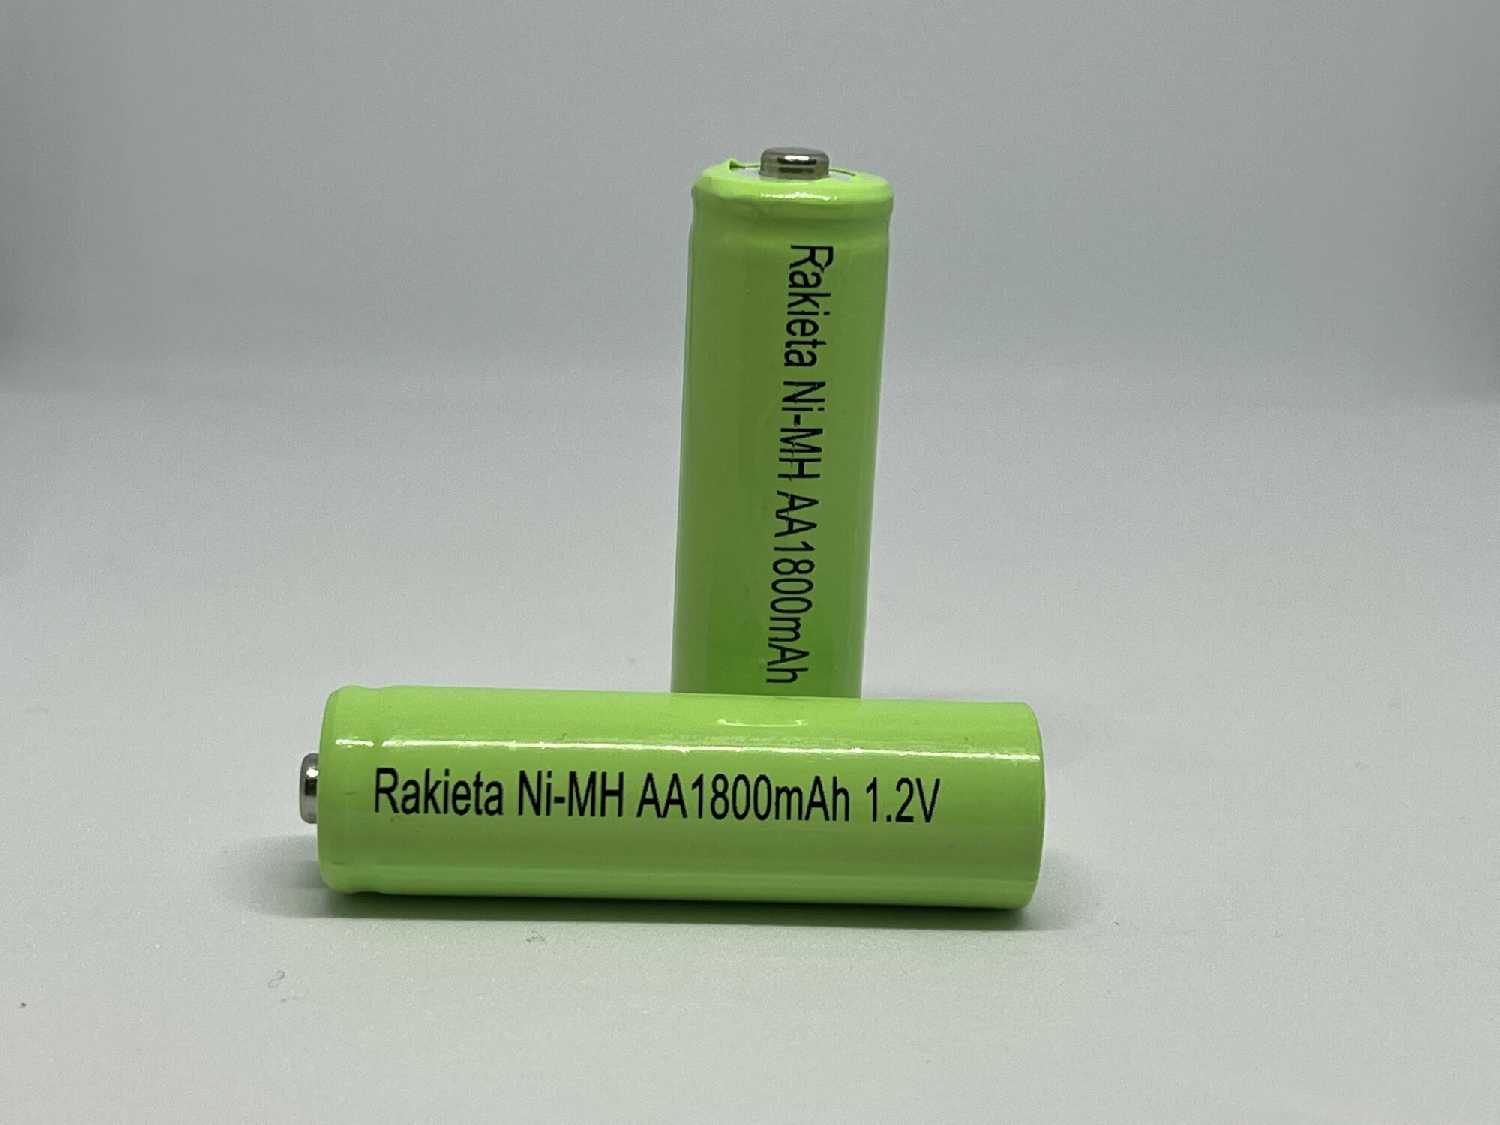 Rakieta Ni-MH AA1800mAh
Rakieta Ni-MH AA1800mAh 1.2V